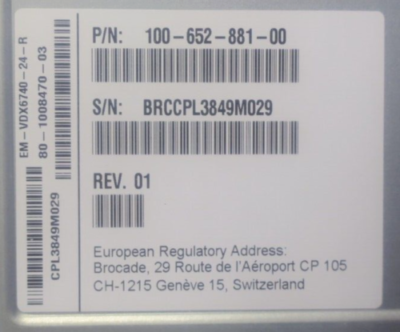 P/N: 100-652-881-00
S/N: BRCCPL3849M029
REV. 01
European Regulatory Address:
Brocade, 29 Route de l'Aéroport CP 105
CH-1215 Genève 15, Switzerland
EM-VDX6740-24-R
80-1008470-03
CPL3849M029